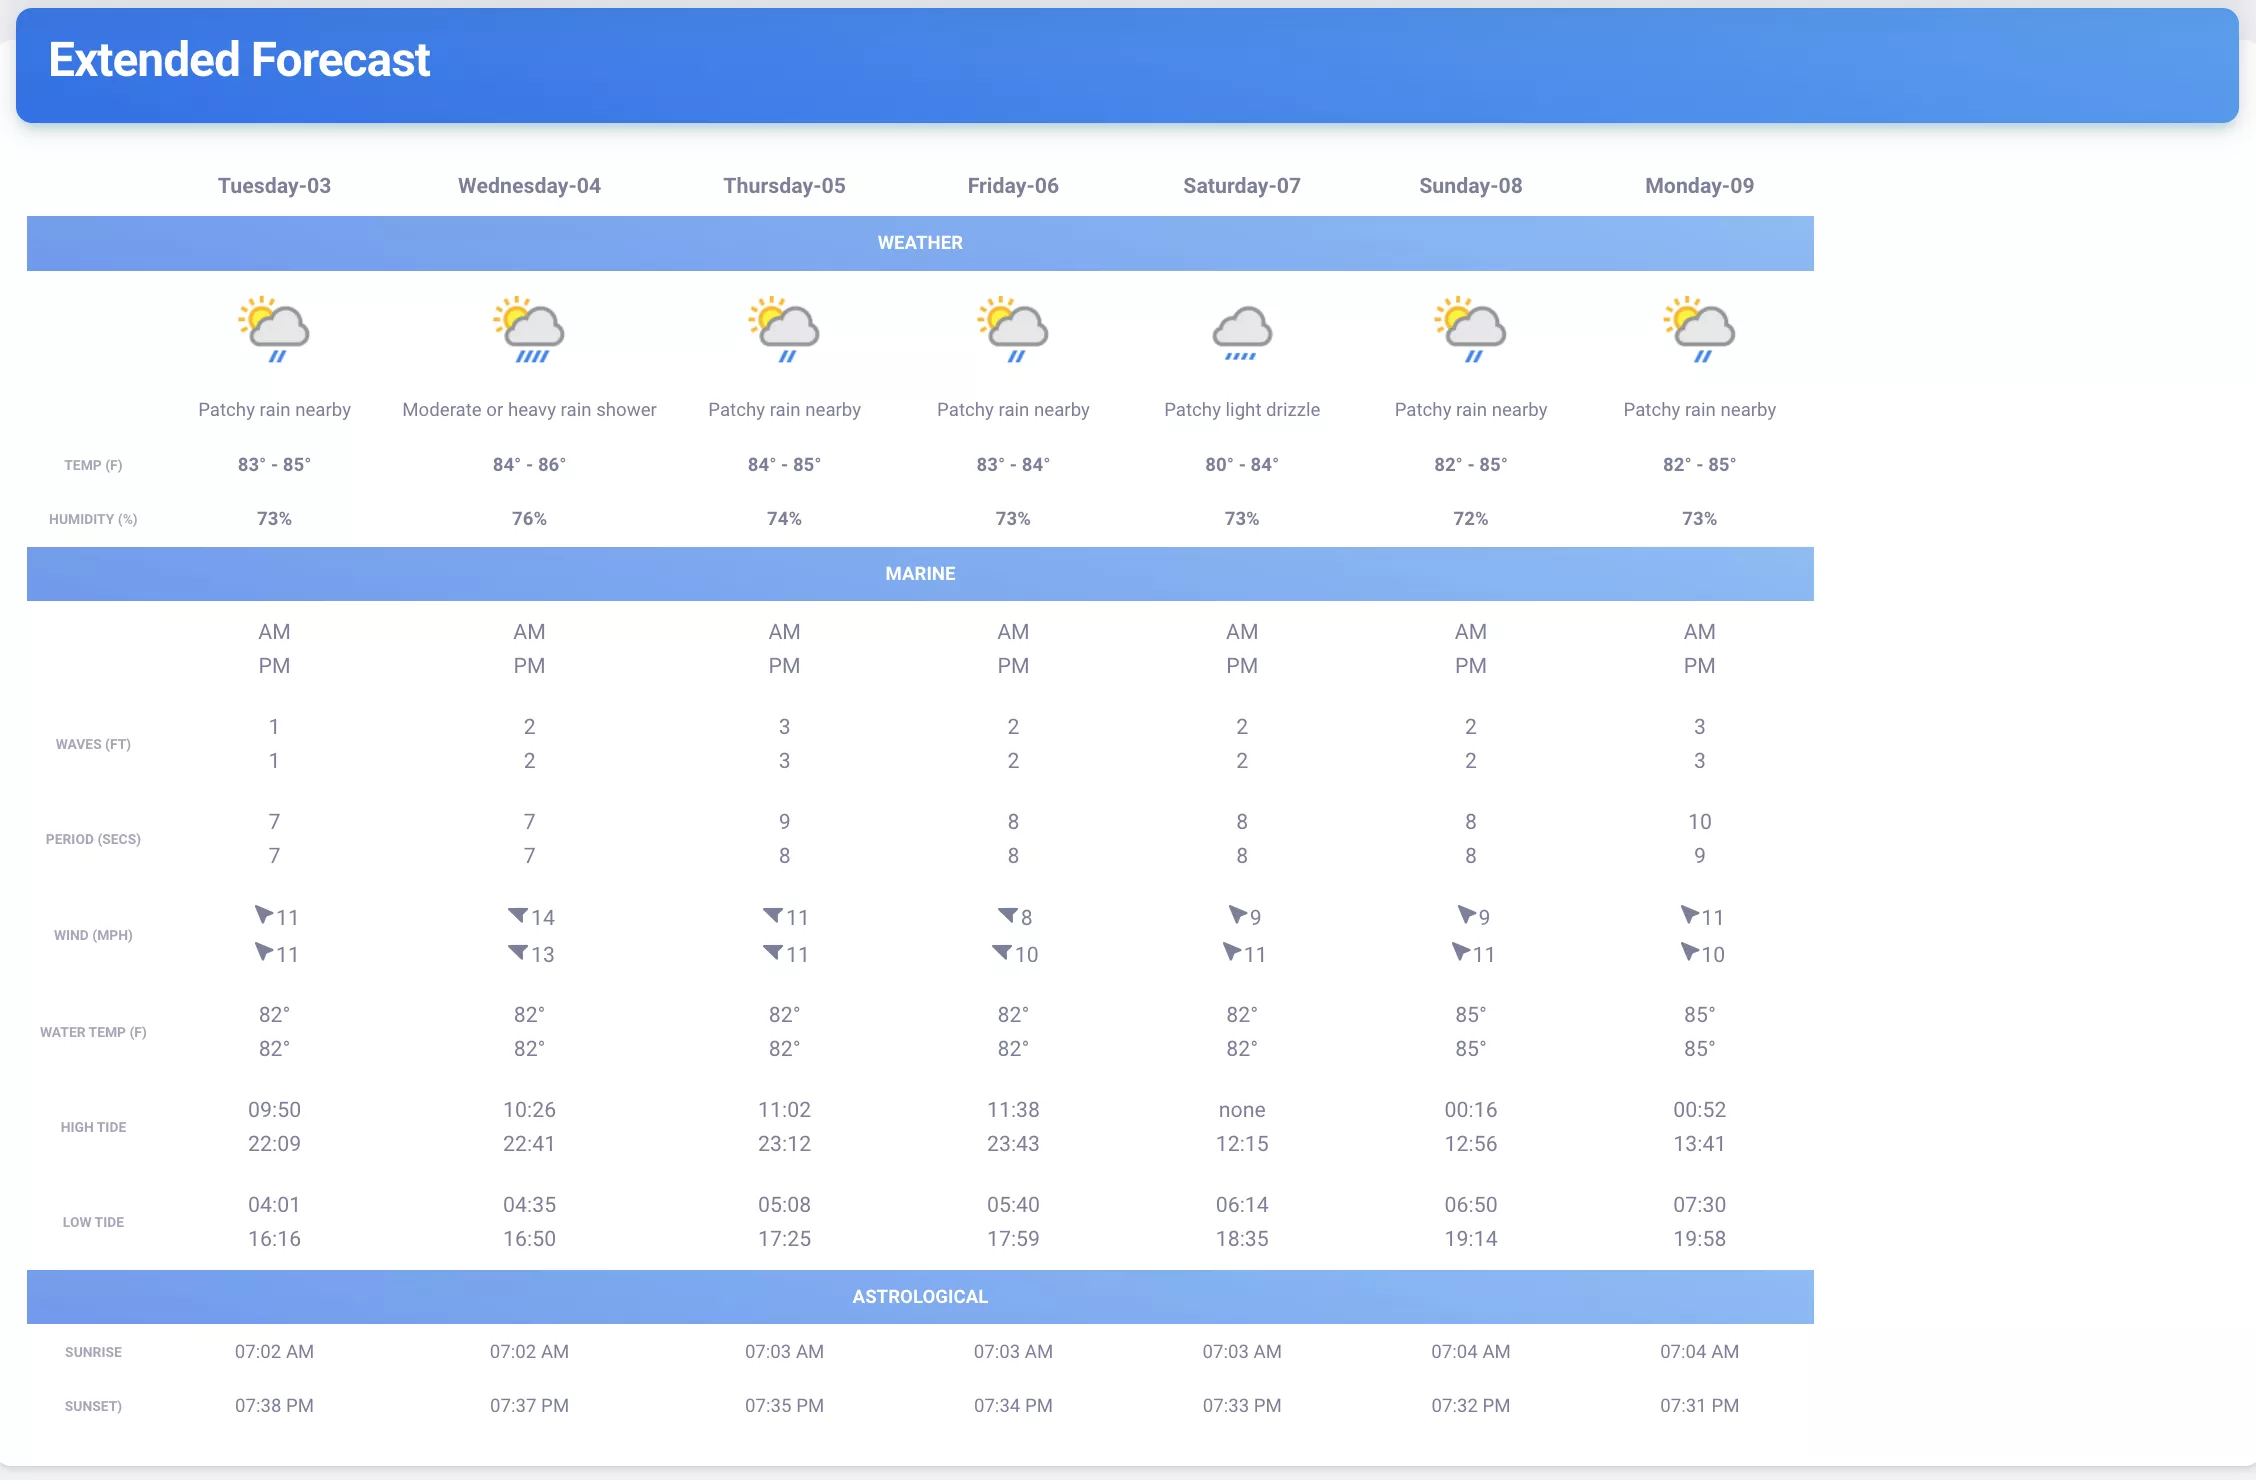 Extended Forecast
Tuesday-03 Wednesday-04 Thursday-05 Friday-06 Saturday-07 Sunday-08 Monday-09
WEATHER
Patchy rain nearby Moderate or heavy rain shower Patchy rain nearby Patchy rain nearby Patchy light drizzle Patchy rain nearby Patchy rain nearby
TEMP (F) 83° - 85° 84° - 86° 84° - 85° 83° - 84° 80° - 84° 82° - 85° 82° - 85°
HUMIDITY (%) 73% 76% 74% 73% 73% 72% 73%
MARINE
AM AM AM AM AM AM AM
PM PM PM PM PM PM PM
WAVES (FT)
1 2 3 2 2 2 3
1 2 3 2 2 2 3
PERIOD (SECS)
7 7 9 8 8 8 10
7 7 8 8 8 8 9
WIND (MPH)
11 14 11 8 9 9 11
11 13 11 10 11 11 10
WATER TEMP (F)
82° 82° 82° 82° 82° 85° 85°
82° 82° 82° 82° 82° 85° 85°
HIGH TIDE
09:50 10:26 11:02 11:38 none 00:16 00:52
22:09 22:41 23:12 23:43 12:15 12:56 13:41
LOW TIDE
04:01 04:35 05:08 05:40 06:14 06:50 07:30
16:16 16:50 17:25 17:59 18:35 19:14 19:58
ASTROLOGICAL
SUNRISE 07:02 AM 07:02 AM 07:03 AM 07:03 AM 07:03 AM 07:04 AM 07:04 AM
SUNSET) 07:38 PM 07:37 PM 07:35 PM 07:34 PM 07:33 PM 07:32 PM 07:31 PM